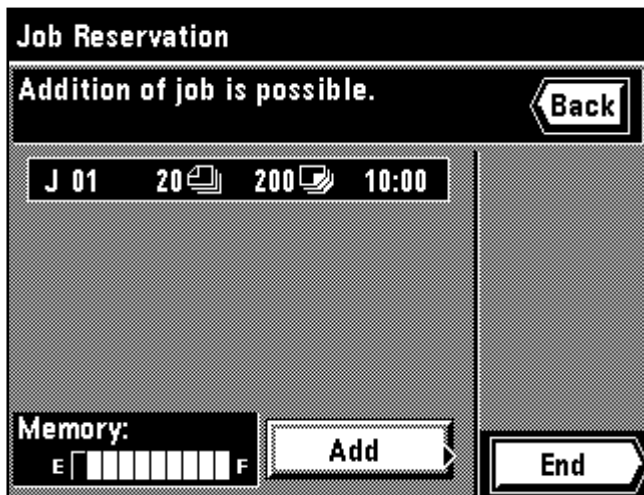 Job Reservation
Addition of job is possible.
Back
J 01 20 200 10:00
Memory:
E F
Add
End